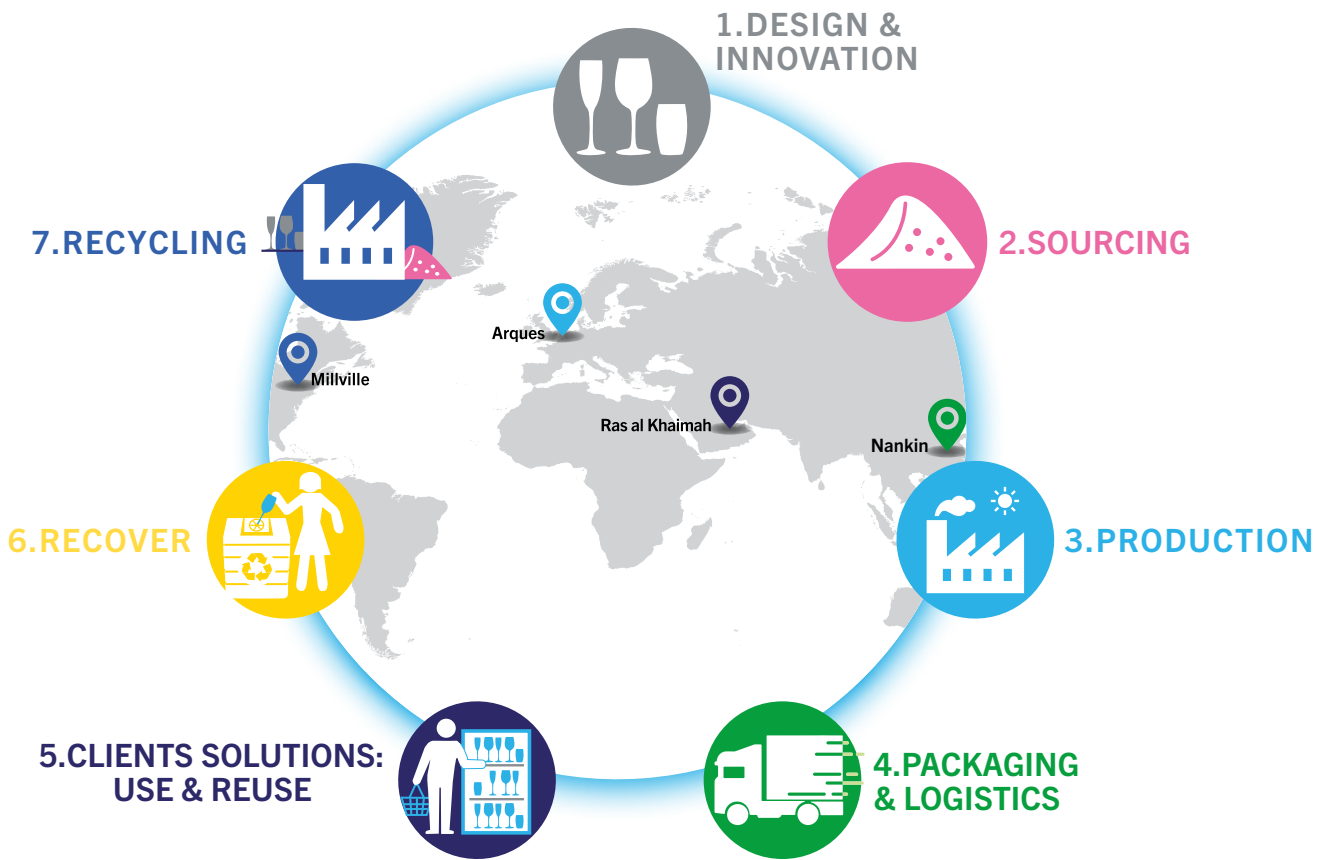 1.DESIGN &
INNOVATION
2.SOURCING
3.PRODUCTION
4.PACKAGING
& LOGISTICS
5.CLIENTS SOLUTIONS:
USE & REUSE
6.RECOVER
7.RECYCLING
Arques
Millville
Ras al Khaimah
Nankin